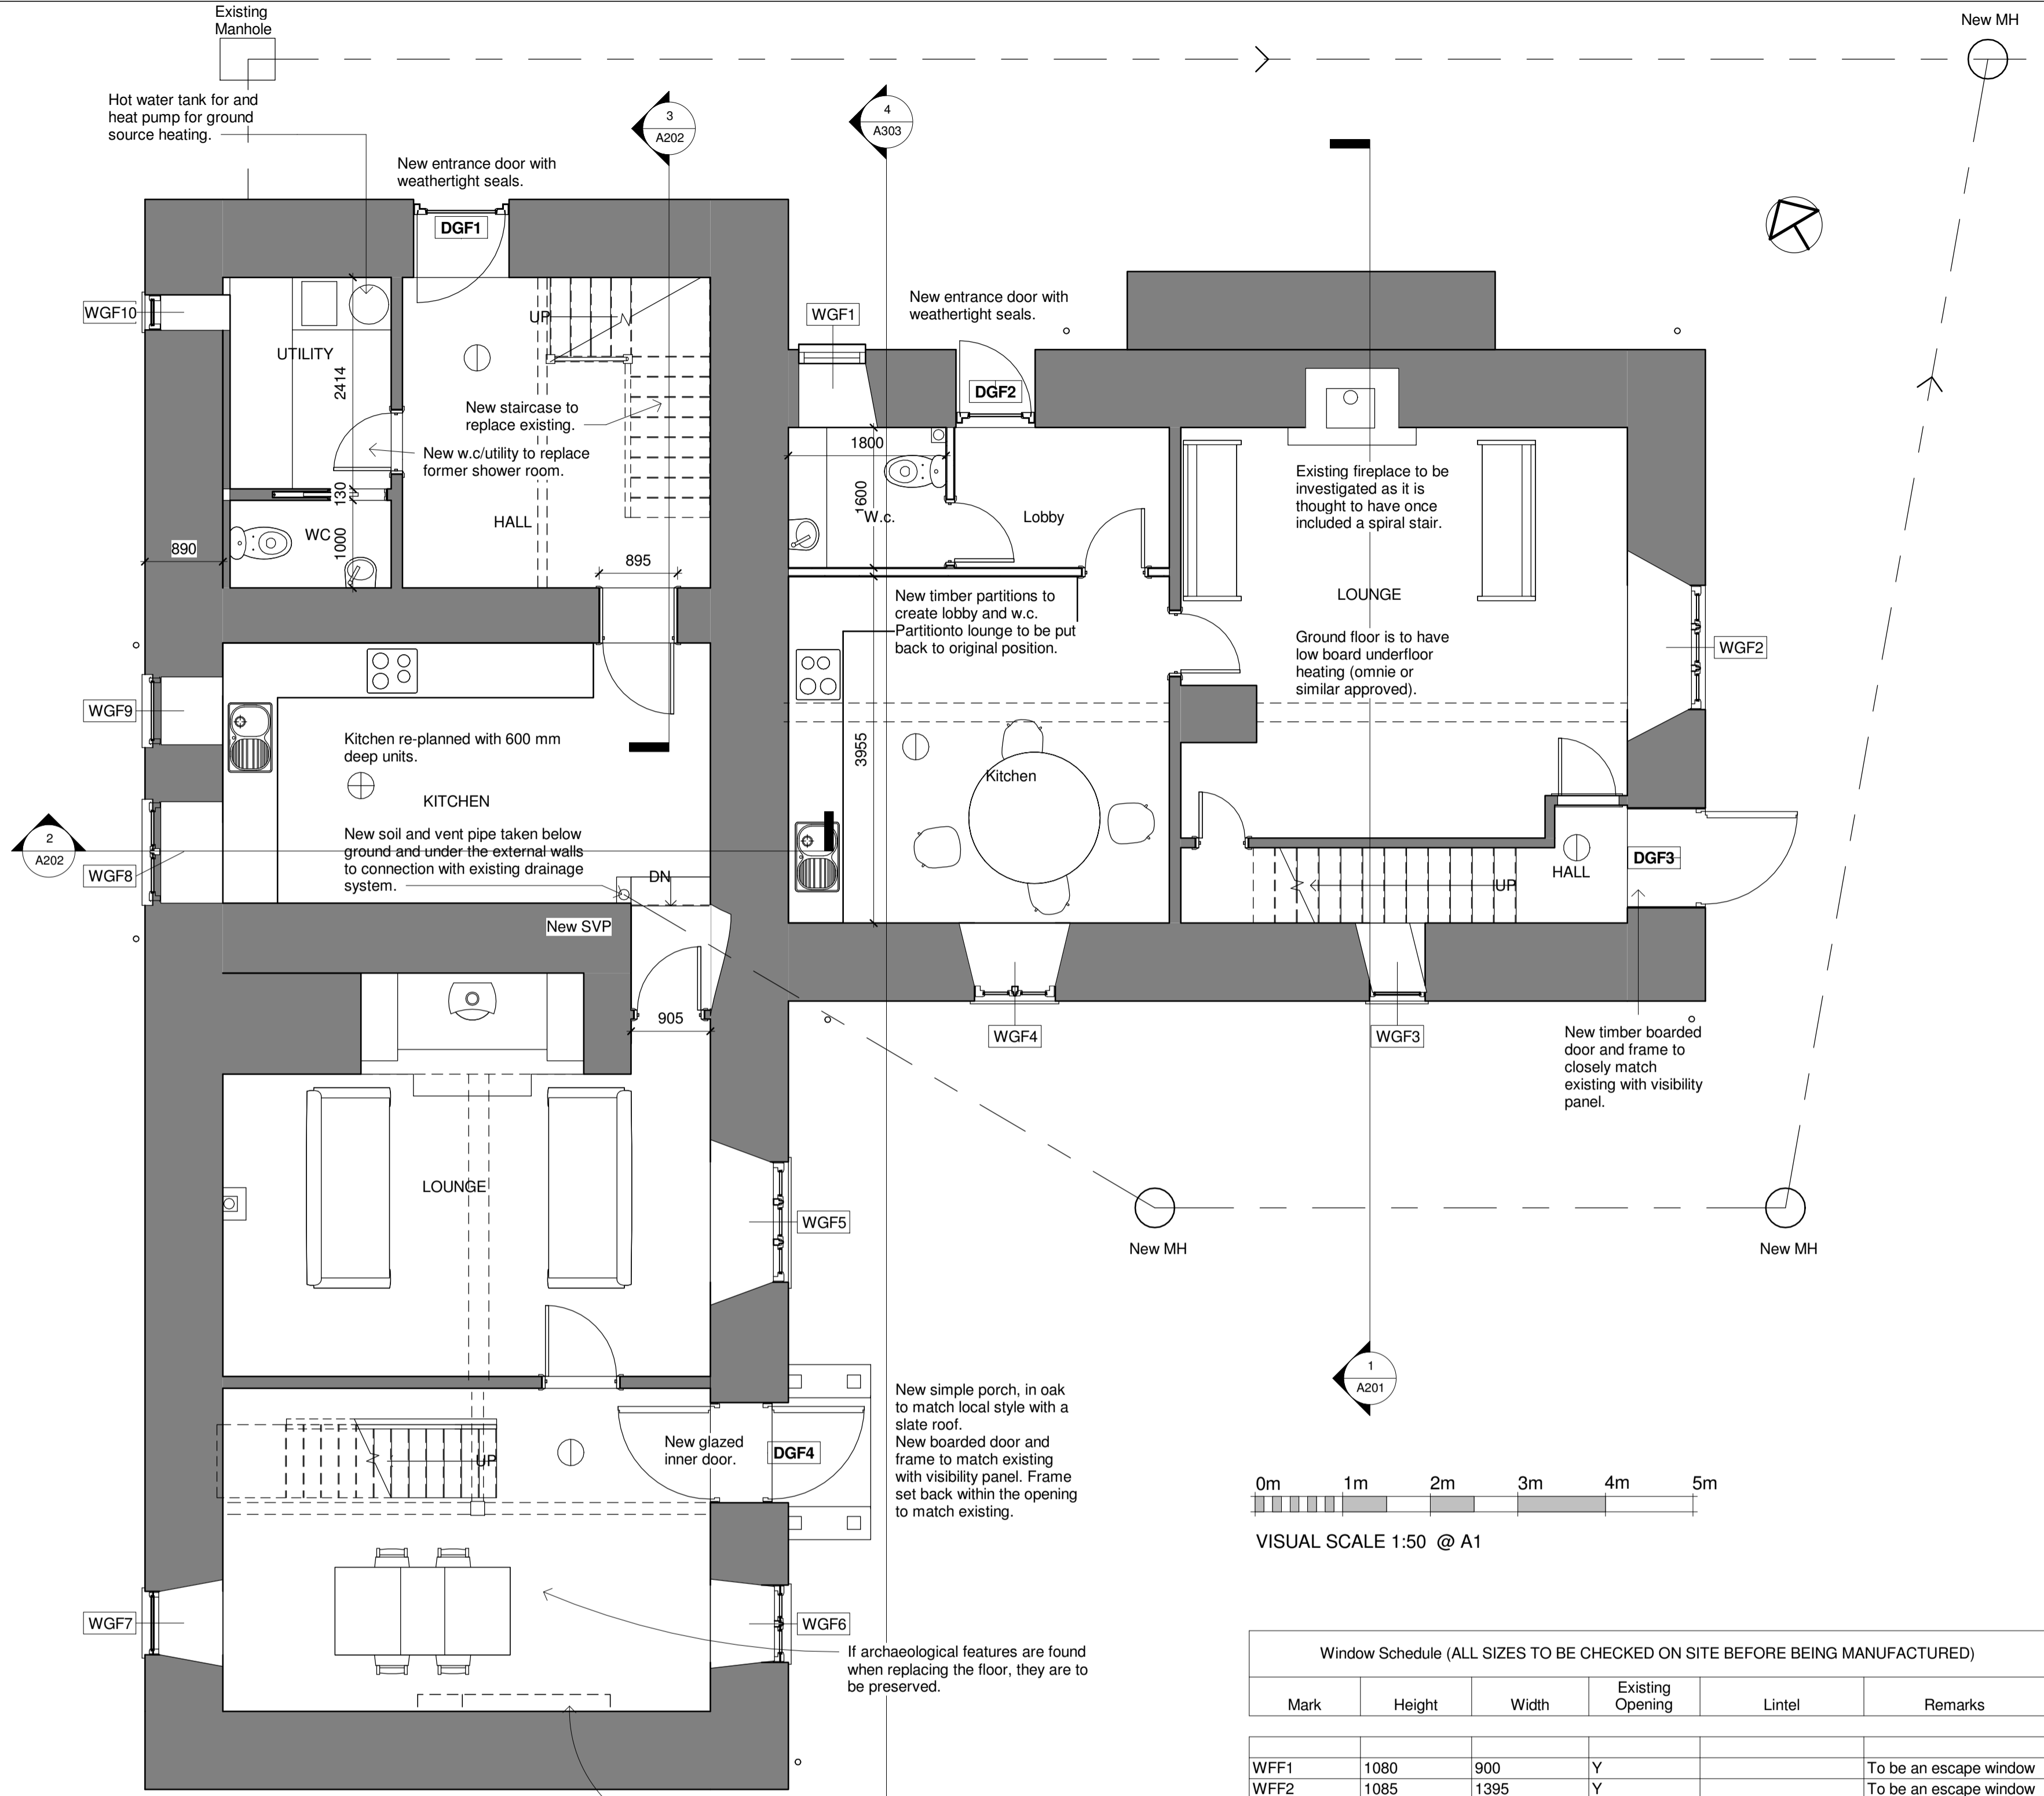 Existing
Manhole
New MH
Hot water tank for and
heat pump for ground
source heating.
3
A202
4
A303
New entrance door with
weathertight seals.
DGF1
WGF10
UTILITY
2414
UP
New staircase to
replace existing.
New w.c/utility to replace
former shower room.
130
HALL
WC
1000
890
895
New entrance door with
weathertight seals.
WGF1
DGF2
1800
1600
W.c.
Lobby
Existing fireplace to be
investigated as it is
thought to have once
included a spiral stair.
LOUNGE
Ground floor is to have
low board underfloor
heating (omnie or
similar approved).
WGF2
New timber partitions to
create lobby and w.c.
Partitionto lounge to be put
back to original position.
WGF9
Kitchen re-planned with 600 mm
deep units.
KITCHEN
3955
Kitchen
2
A202
WGF8
New soil and vent pipe taken below
ground and under the external walls
to connection with existing drainage
system.
DN
New SVP
UP
HALL
DGF3
905
WGF4
WGF3
New timber boarded
door and frame to
closely match
existing with visibility
panel.
LOUNGE
WGF5
New MH
New MH
1
A201
New simple porch, in oak
to match local style with a
slate roof.
New boarded door and
frame to match existing
with visibility panel. Frame
set back within the opening
to match existing.
New glazed
inner door.
DGF4
UP
0m 1m 2m 3m 4m 5m
VISUAL SCALE 1:50 @ A1
WGF7
WGF6
If archaeological features are found
when replacing the floor, they are to
be preserved.
Window Schedule (ALL SIZES TO BE CHECKED ON SITE BEFORE BEING MANUFACTURED)
Mark Height Width Existing Opening Lintel Remarks
WFF1 1080 900 Y To be an escape window
WFF2 1085 1395 Y To be an escape window